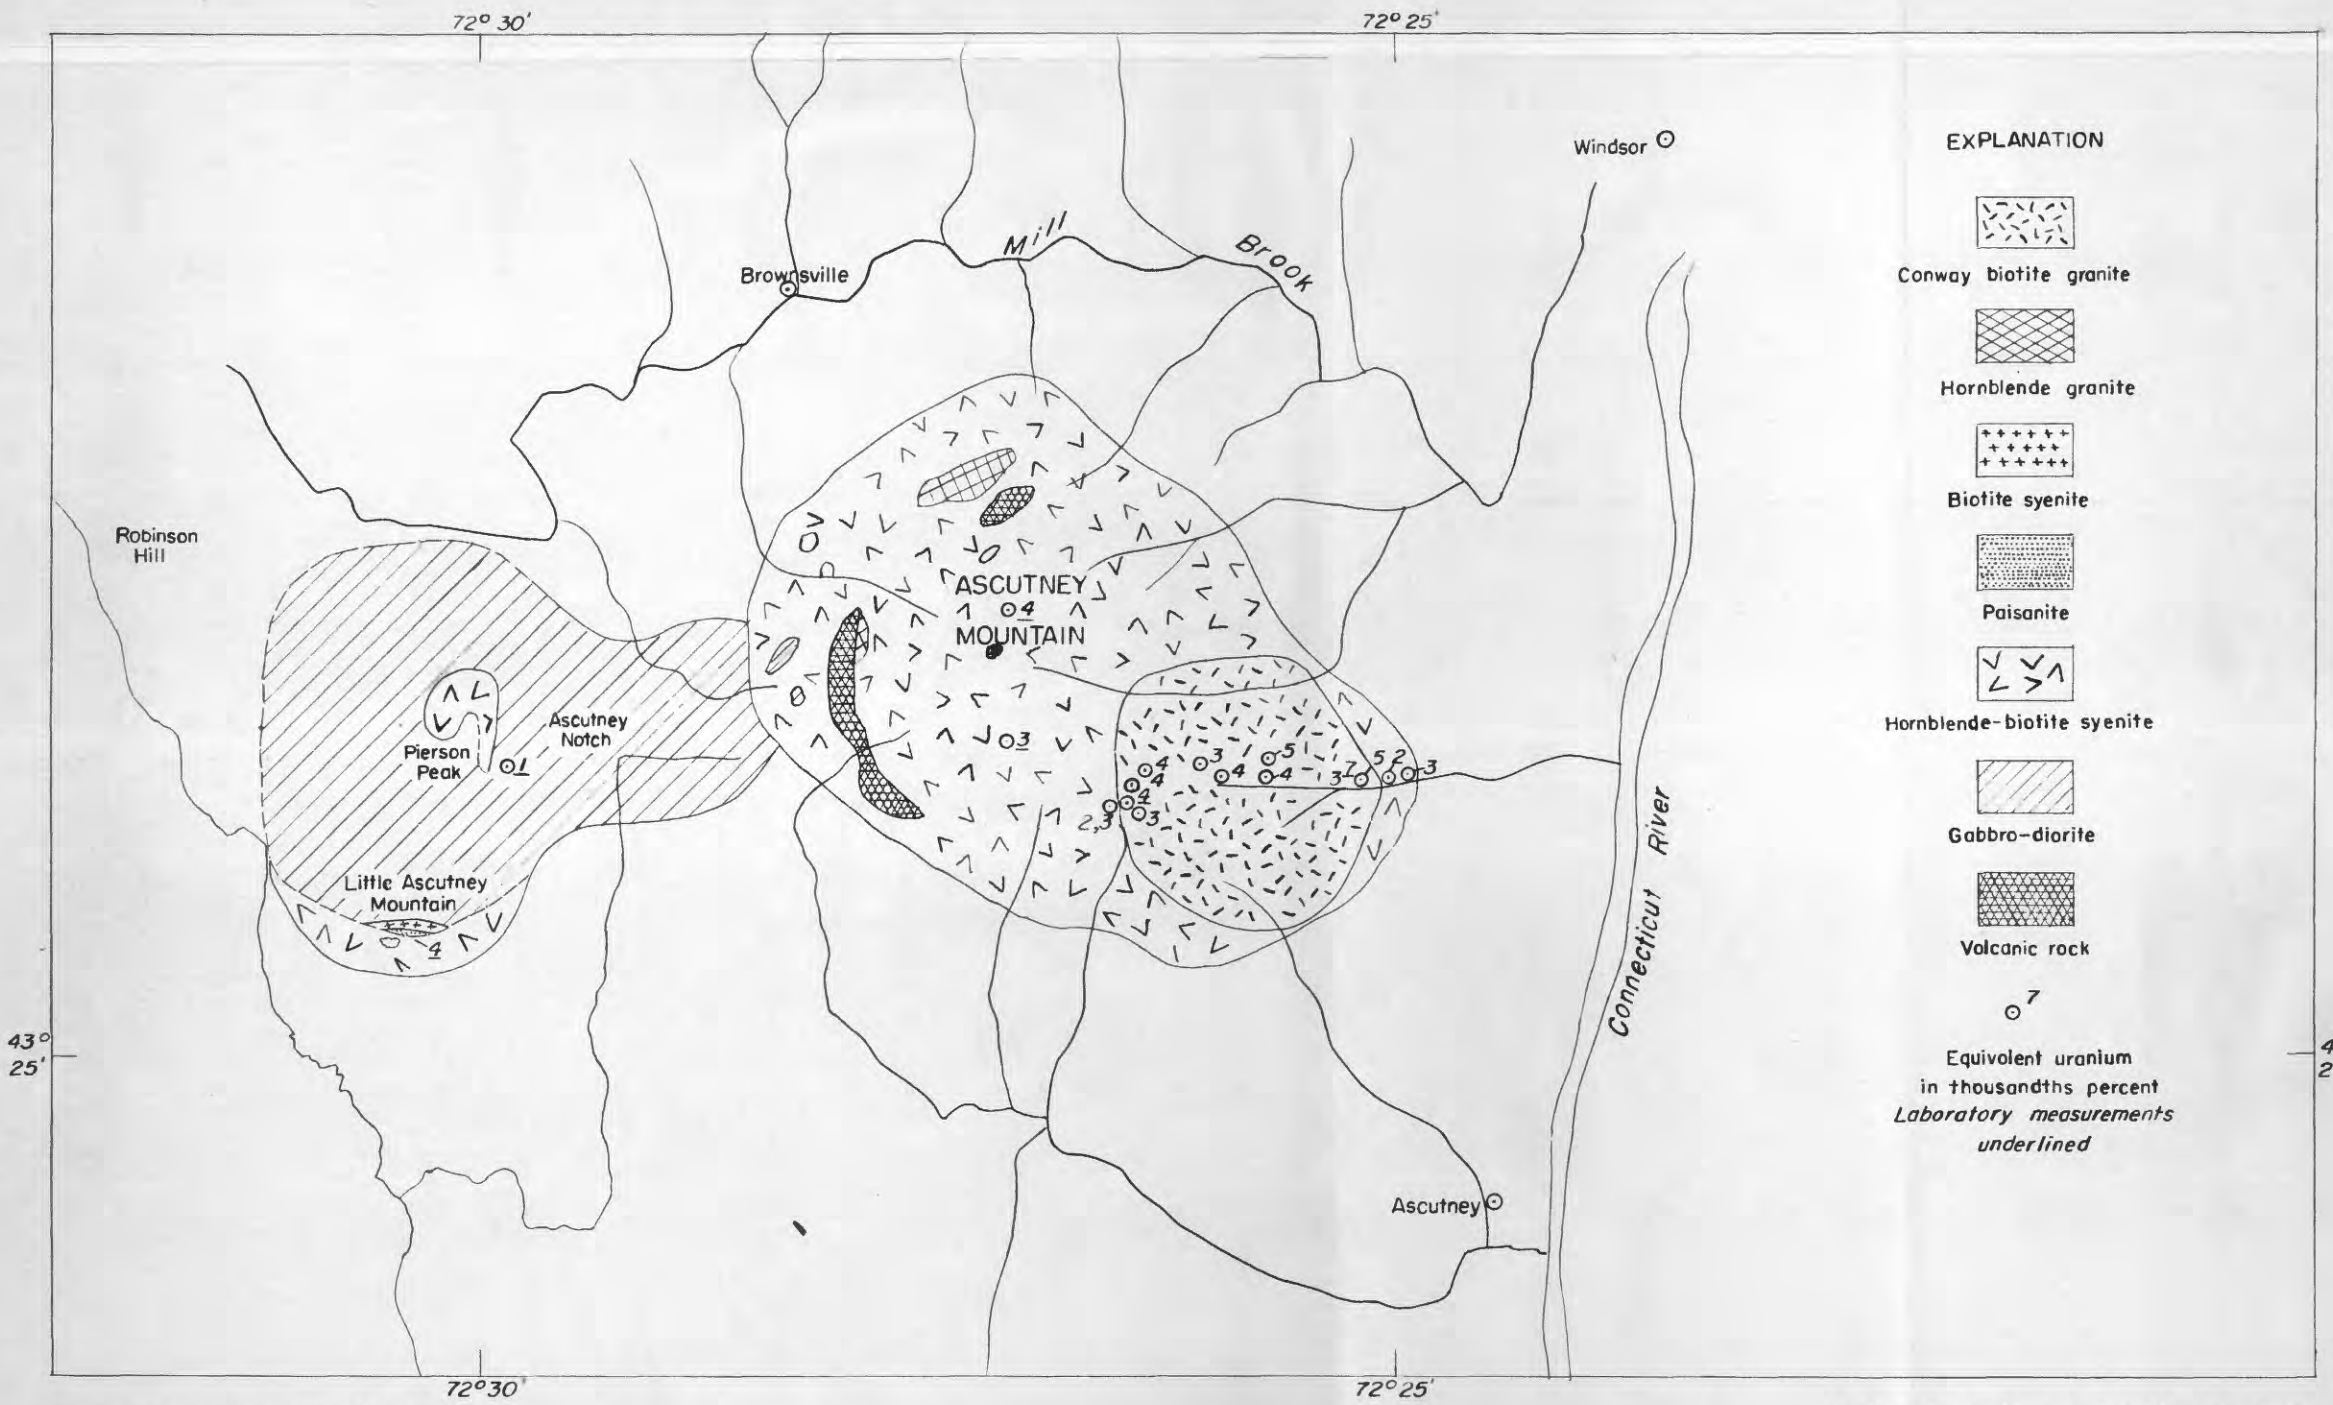 72° 30'
72° 25'
Windsor
Mill Brook
Brownsville
Robinson
Hill
ASCUTNEY
4
MOUNTAIN
Ascutney
Notch
Pierson
Peak
1
3
4
4
4
2,3
3
3
4
5
4
3
7
5
2
3
Little Ascutney
Mountain
4
Connecticut River
43°
25'
4
2
Ascutney
72°30'
72°25'
EXPLANATION
Conway biotite granite
Hornblende granite
Biotite syenite
Paisanite
Hornblende-biotite syenite
Gabbro-diorite
Volcanic rock
7
Equivalent uranium
in thousandths percent
Laboratory measurements
underlined